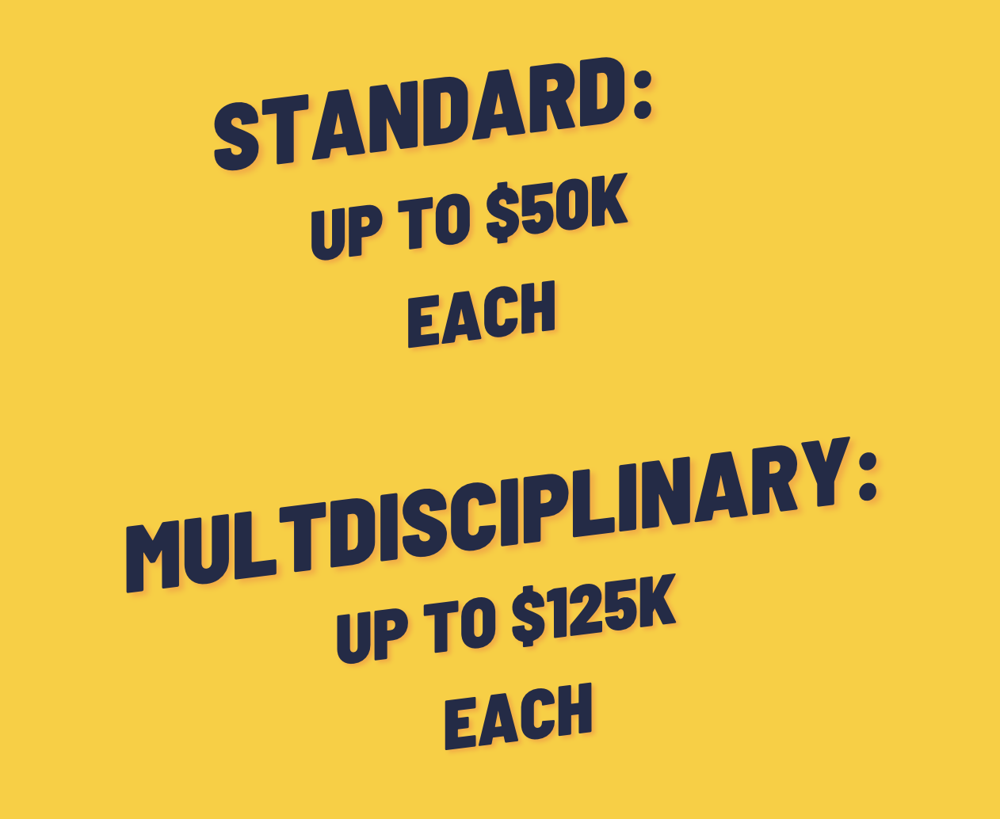 STANDARD:
UP TO $50K
EACH
MULTDISCIPLINARY:
UP TO $125K
EACH